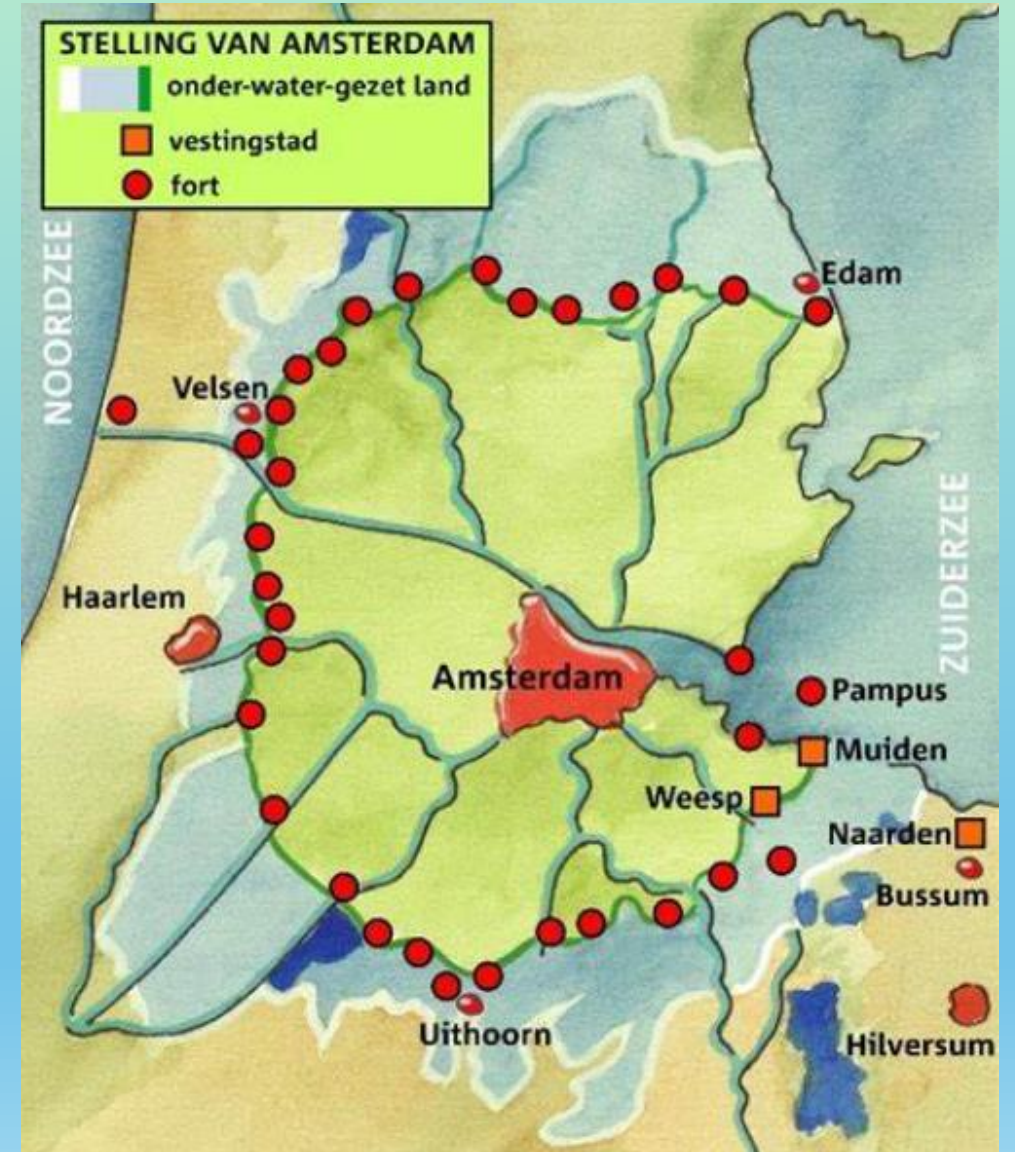 STELLING VAN AMSTERDAM
onder-water-gezet land
vestingstad
fort
NOORDZEE
Edam
Velsen
ZUIDERZEE
Haarlem
Amsterdam
Pampus
Muiden
Weesp
Naarden
Bussum
Uithoorn
Hilversum